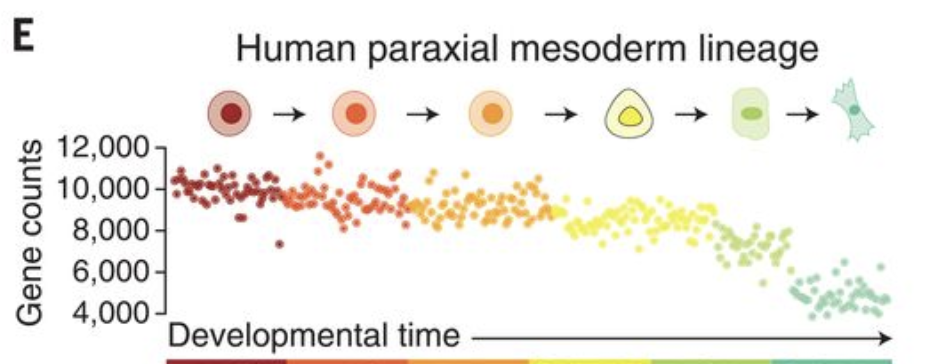 E
Human paraxial mesoderm lineage
Gene counts
12,000
10,000
8,000
6,000
4,000
Developmental time